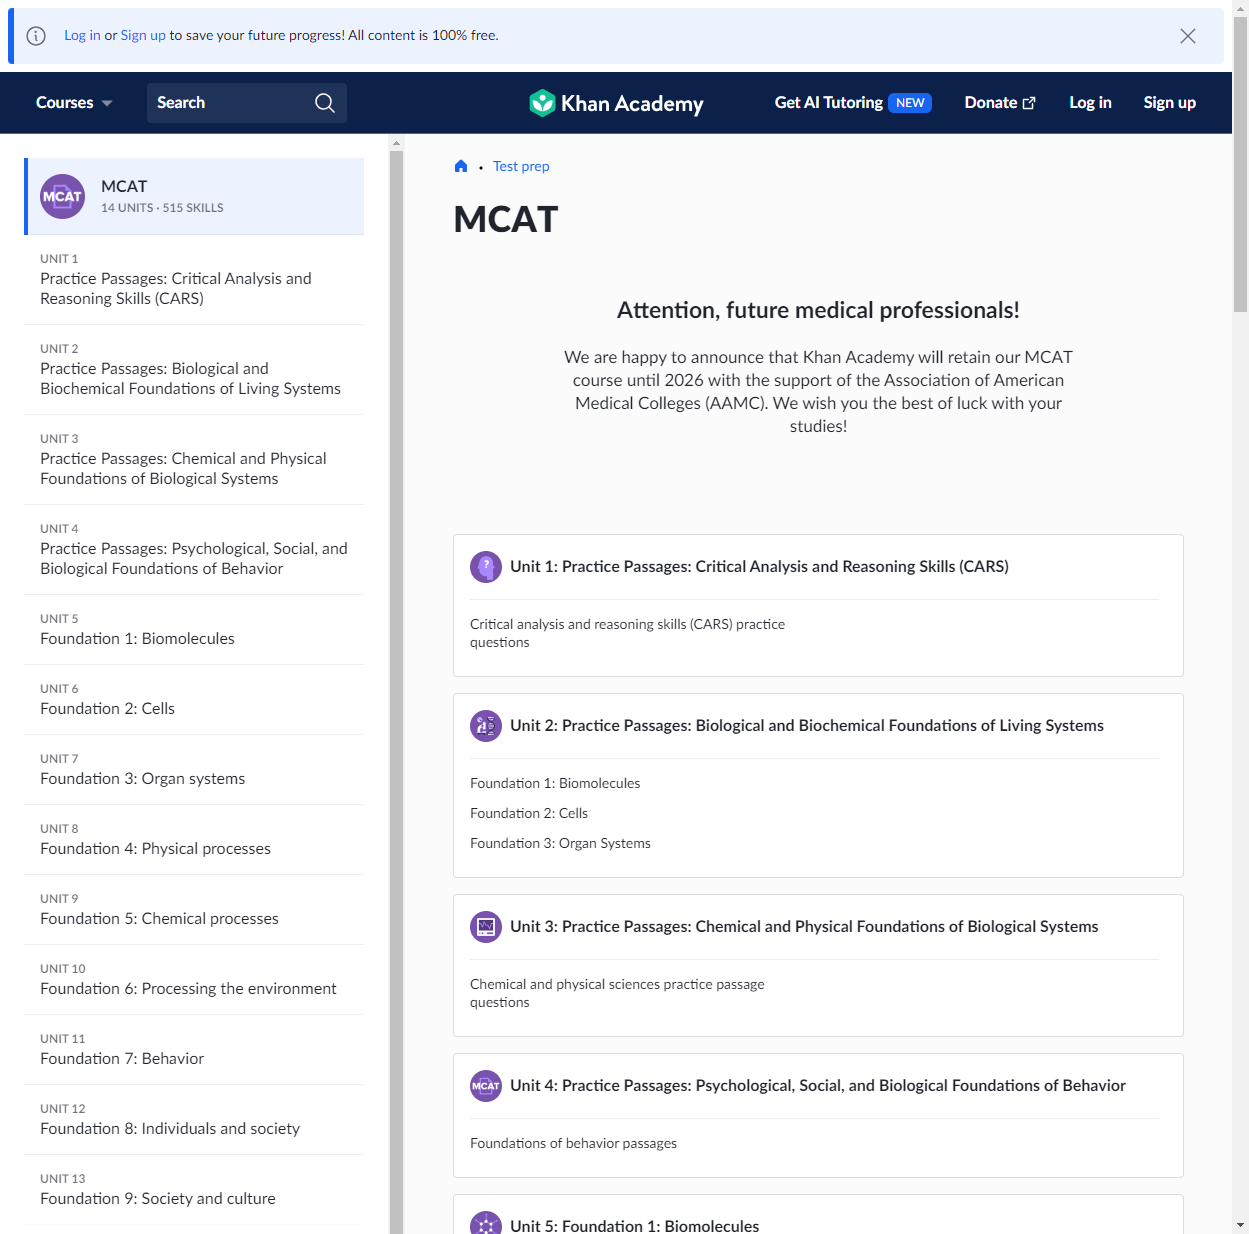 Log in or Sign up to save your future progress! All content is 100% free.
Courses
Search
Khan Academy
Get AI Tutoring NEW
Donate
Log in
Sign up
MCAT
MCAT
14 UNITS · 515 SKILLS
UNIT 1
Practice Passages: Critical Analysis and
Reasoning Skills (CARS)
UNIT 2
Practice Passages: Biological and
Biochemical Foundations of Living Systems
UNIT 3
Practice Passages: Chemical and Physical
Foundations of Biological Systems
UNIT 4
Practice Passages: Psychological, Social, and
Biological Foundations of Behavior
UNIT 5
Foundation 1: Biomolecules
UNIT 6
Foundation 2: Cells
UNIT 7
Foundation 3: Organ systems
UNIT 8
Foundation 4: Physical processes
UNIT 9
Foundation 5: Chemical processes
UNIT 10
Foundation 6: Processing the environment
UNIT 11
Foundation 7: Behavior
UNIT 12
Foundation 8: Individuals and society
UNIT 13
Foundation 9: Society and culture
• Test prep
MCAT
Attention, future medical professionals!
We are happy to announce that Khan Academy will retain our MCAT
course until 2026 with the support of the Association of American
Medical Colleges (AAMC). We wish you the best of luck with your
studies!
Unit 1: Practice Passages: Critical Analysis and Reasoning Skills (CARS)
Critical analysis and reasoning skills (CARS) practice
questions
Unit 2: Practice Passages: Biological and Biochemical Foundations of Living Systems
Foundation 1: Biomolecules
Foundation 2: Cells
Foundation 3: Organ Systems
Unit 3: Practice Passages: Chemical and Physical Foundations of Biological Systems
Chemical and physical sciences practice passage
questions
MCAT
Unit 4: Practice Passages: Psychological, Social, and Biological Foundations of Behavior
Foundations of behavior passages
Unit 5: Foundation 1: Biomolecules